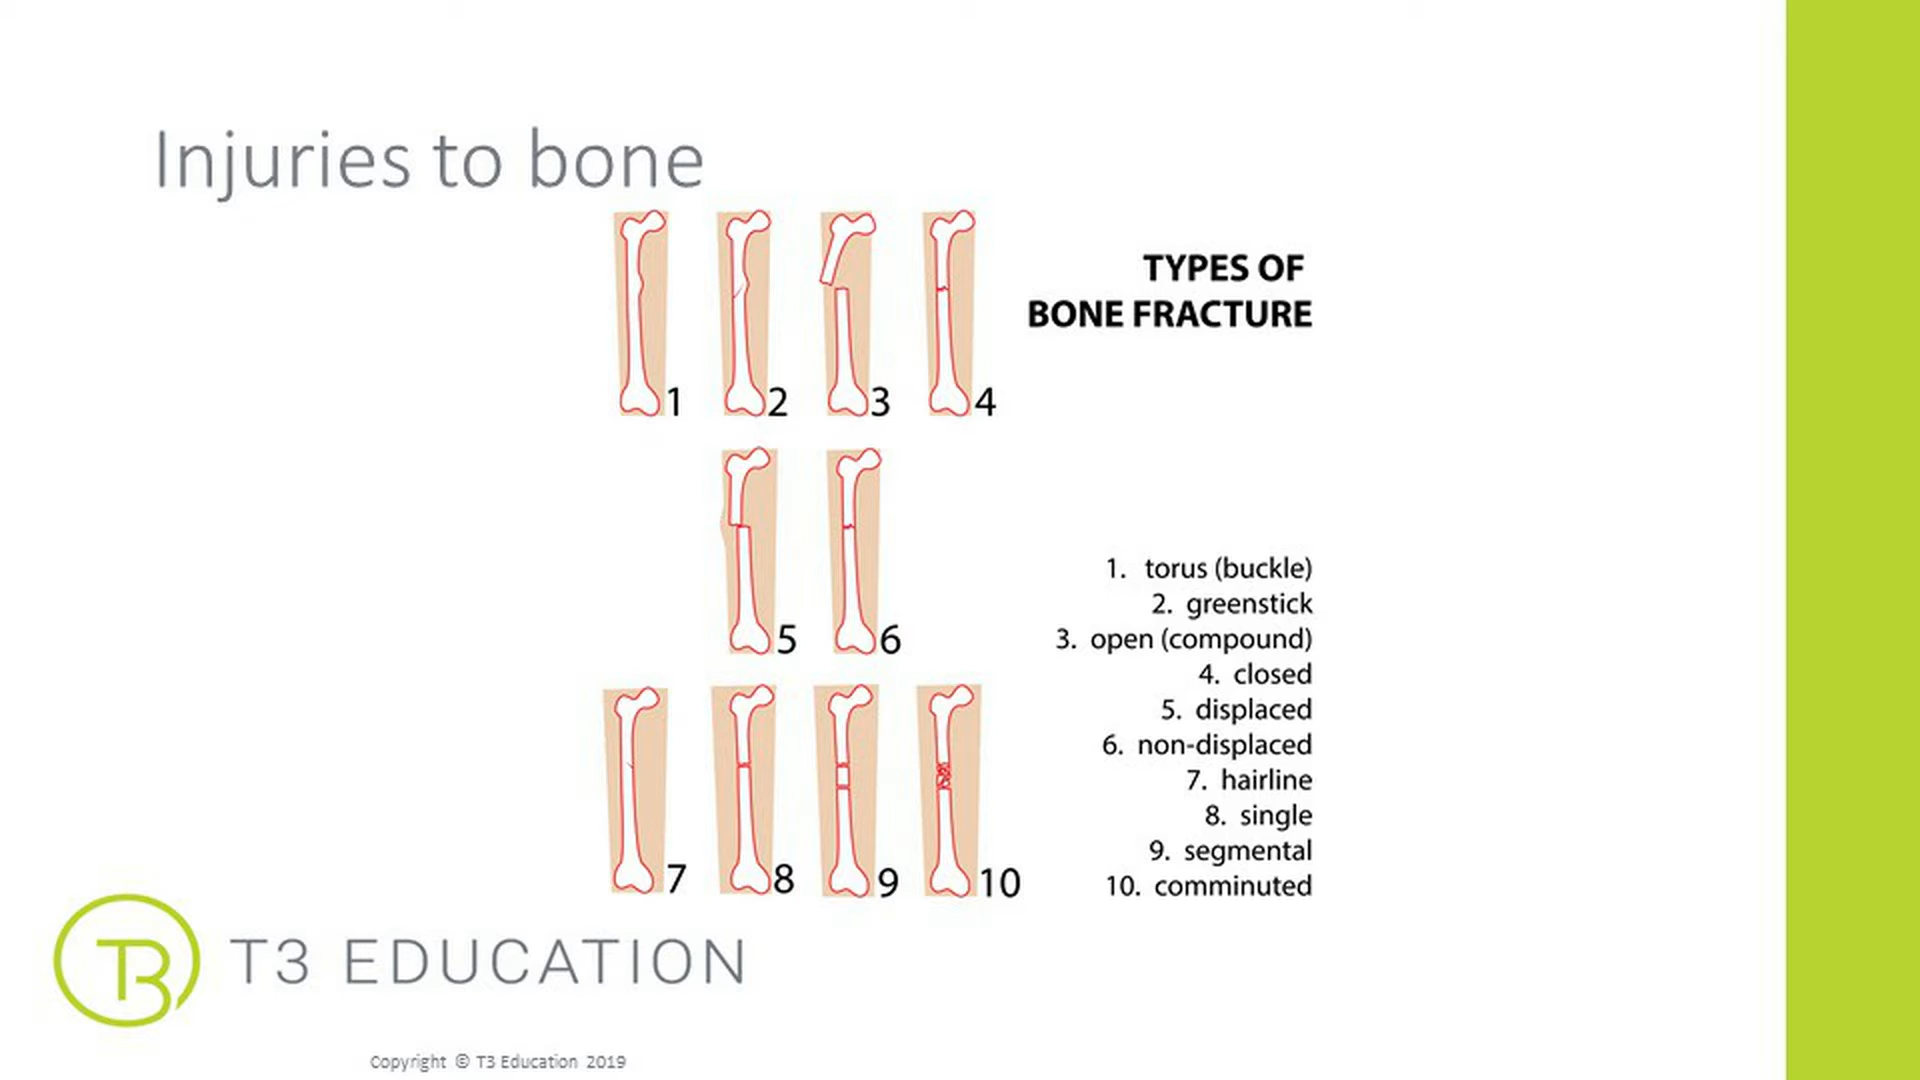 Injuries to bone
TYPES OF
BONE FRACTURE
1
2
3
4
5
6
7
8
9
10
1. torus (buckle)
2. greenstick
3. open (compound)
4. closed
5. displaced
6. non-displaced
7. hairline
8. single
9. segmental
10. comminuted
T3 T3 EDUCATION
Copyright © T3 Education 2019